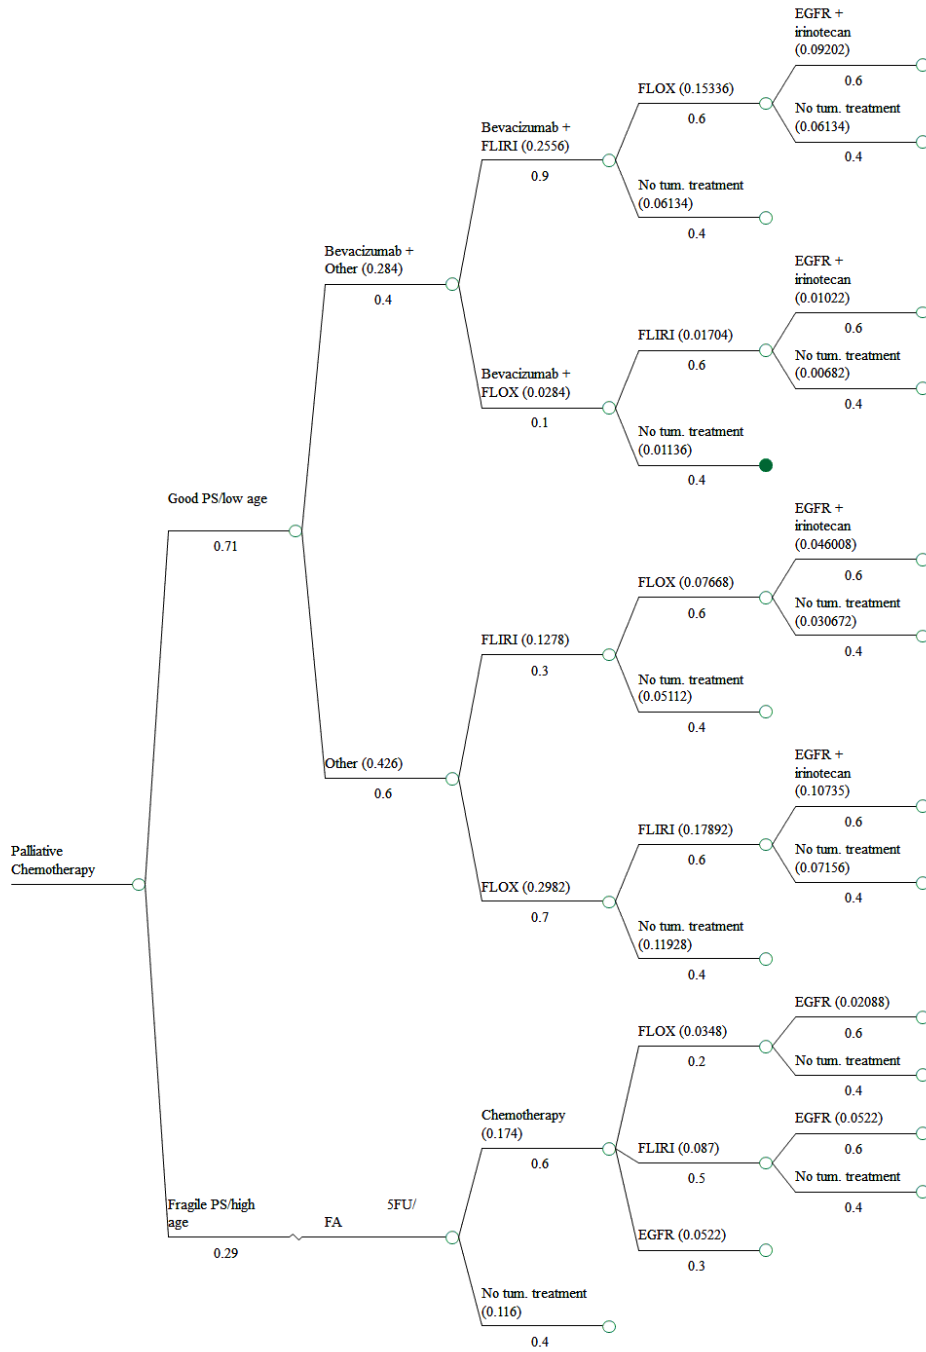 EGFR +
irinotecan
(0.09202)
0.6
FLOX (0.15336)
0.6
No tum. treatment
(0.06134)
0.4
Bevacizumab +
FLIRI (0.2556)
0.9
No tum. treatment
(0.06134)
0.4
Bevacizumab +
Other (0.284)
0.4
EGFR +
irinotecan
(0.01022)
0.6
FLIRI (0.01704)
0.6
No tum. treatment
(0.00682)
0.4
Bevacizumab +
FLOX (0.0284)
0.1
No tum. treatment
(0.01136)
0.4
Good PS/low age
0.71
EGFR +
irinotecan
(0.046008)
0.6
FLOX (0.07668)
0.6
No tum. treatment
(0.030672)
0.4
FLIRI (0.1278)
0.3
No tum. treatment
(0.05112)
0.4
Other (0.426)
0.6
EGFR +
irinotecan
(0.10735)
0.6
FLIRI (0.17892)
0.6
No tum. treatment
(0.07156)
0.4
FLOX (0.2982)
0.7
No tum. treatment
(0.11928)
0.4
Palliative
Chemotherapy
EGFR (0.02088)
0.6
FLOX (0.0348)
0.2
No tum. treatment
0.4
Chemotherapy
(0.174)
0.6
EGFR (0.0522)
0.6
FLIRI (0.087)
0.5
No tum. treatment
0.4
EGFR (0.0522)
0.3
Fragile PS/high
age
0.29
5FU/
FA
No tum. treatment
(0.116)
0.4